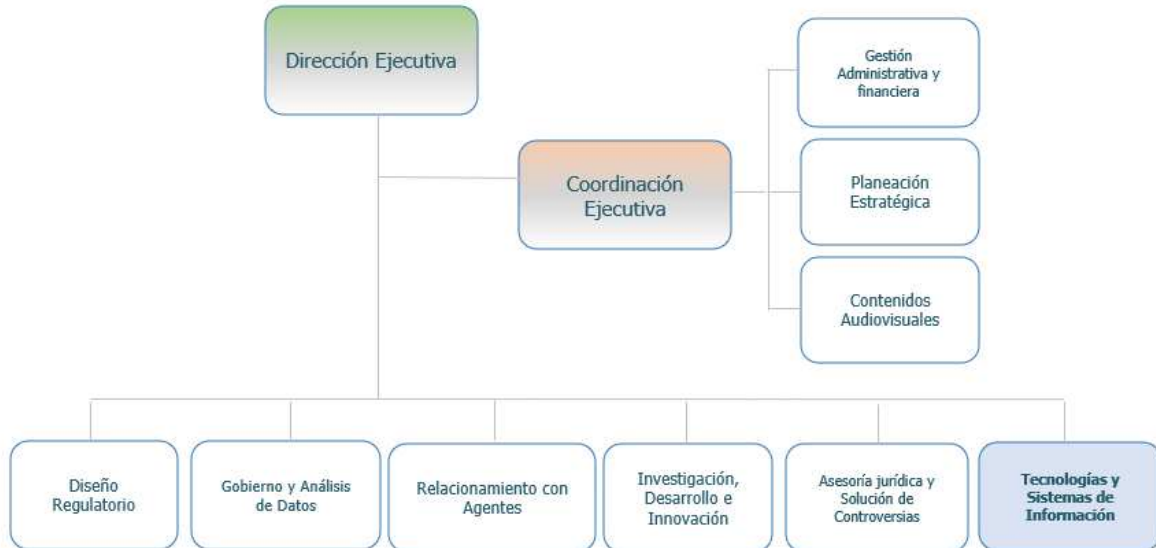 Dirección Ejecutiva
Gestión
Administrativa y
financiera
Coordinación
Ejecutiva
Planeación
Estratégica
Contenidos
Audiovisuales
Diseño
Regulatorio
Gobierno y Análisis
de Datos
Relacionamiento con
Agentes
Investigación,
Desarrollo e
Innovación
Asesoría jurídica y
Solución de
Controversias
Tecnologías y
Sistemas de
Información